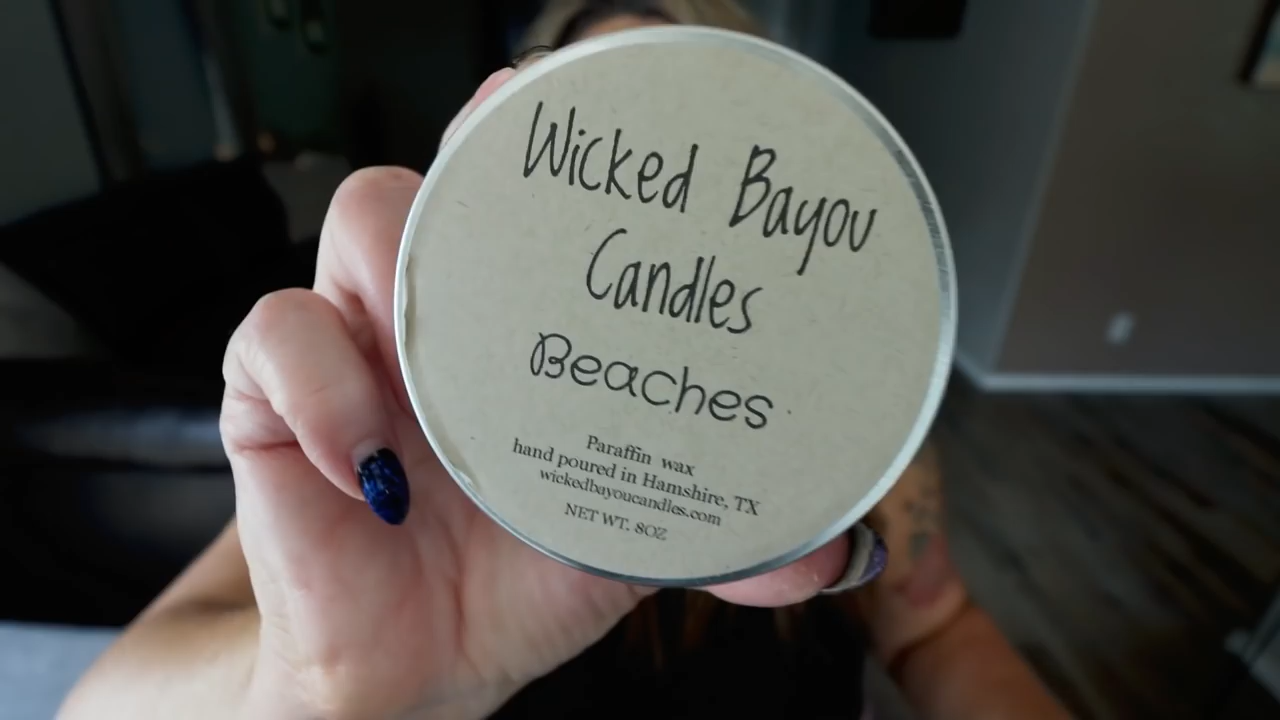 Wicked Bayou
Candles
Beaches
Paraffin wax
hand poured in Hamshire, TX
wickedbayoucandles.com
NET WT. 8OZ